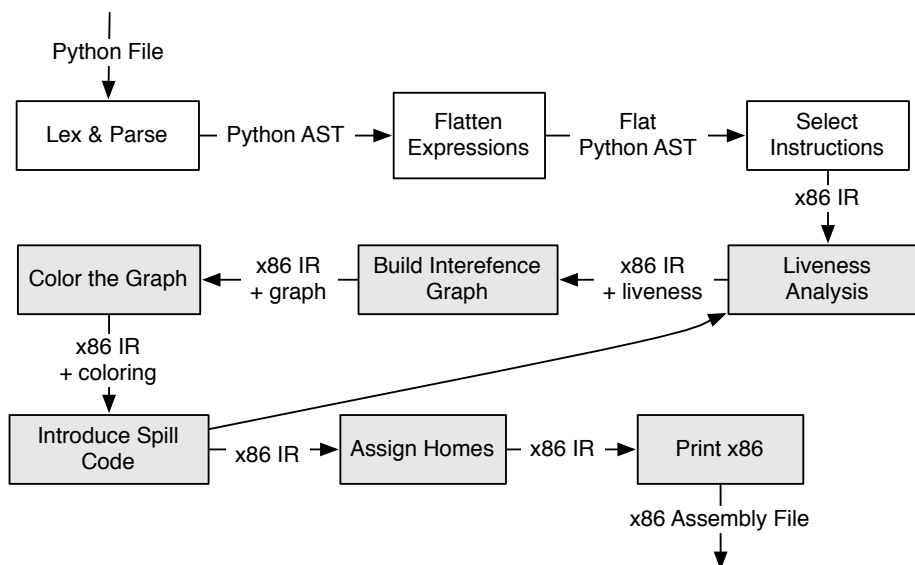 Python File
Lex & Parse
Python AST
Flatten
Expressions
Flat
Python AST
Select
Instructions
x86 IR
Color the Graph
x86 IR
+ graph
Build Interefence
Graph
x86 IR
+ liveness
Liveness
Analysis
x86 IR
+ coloring
Introduce Spill
Code
x86 IR
Assign Homes
x86 IR
Print x86
x86 Assembly File